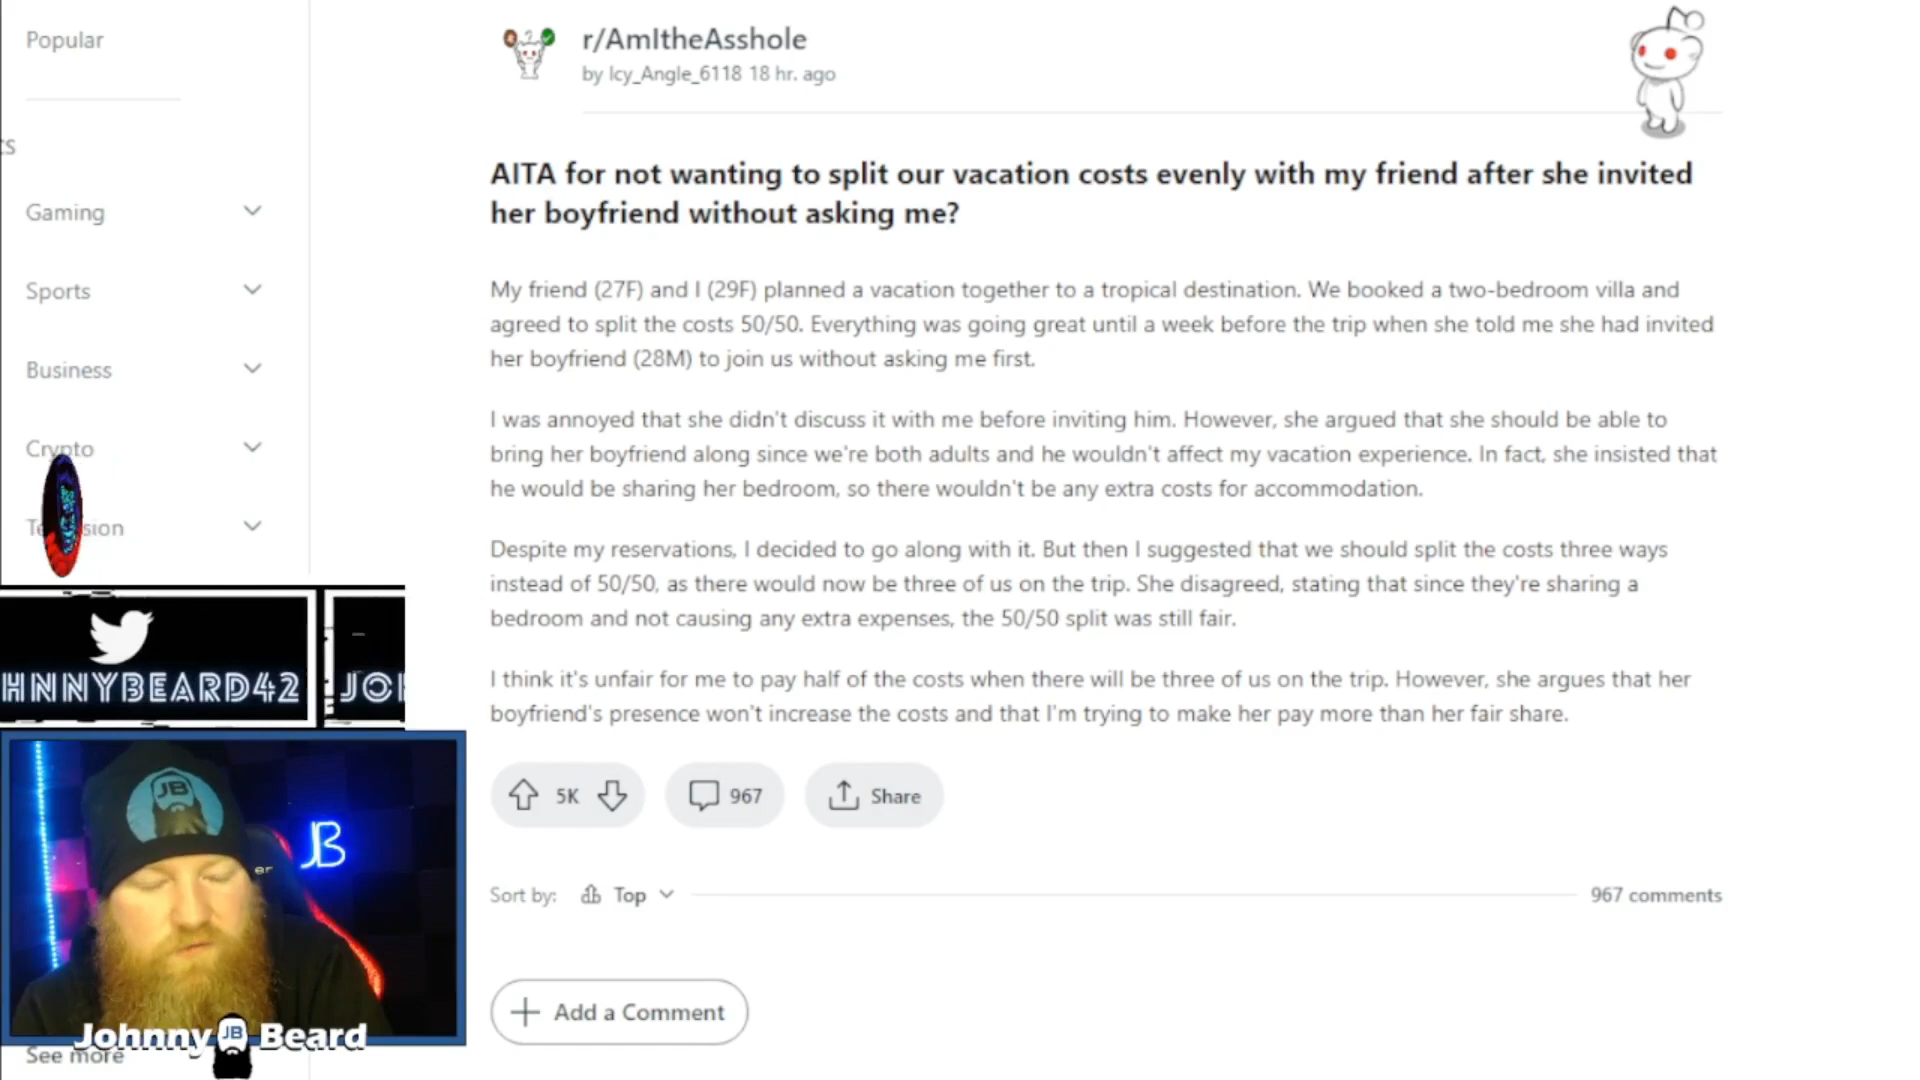 Popular
r/AmItheAsshole
by Icy_Angle_6118 18 hr. ago
cs
Gaming
Sports
Business
Crypto
AITA for not wanting to split our vacation costs evenly with my friend after she invited
her boyfriend without asking me?
My friend (27F) and I (29F) planned a vacation together to a tropical destination. We booked a two-bedroom villa and
agreed to split the costs 50/50. Everything was going great until a week before the trip when she told me she had invited
her boyfriend (28M) to join us without asking me first.
I was annoyed that she didn't discuss it with me before inviting him. However, she argued that she should be able to
bring her boyfriend along since we're both adults and he wouldn't affect my vacation experience. In fact, she insisted that
he would be sharing her bedroom, so there wouldn't be any extra costs for accommodation.
Despite my reservations, I decided to go along with it. But then I suggested that we should split the costs three ways
instead of 50/50, as there would now be three of us on the trip. She disagreed, stating that since they're sharing a
bedroom and not causing any extra expenses, the 50/50 split was still fair.
I think it's unfair for me to pay half of the costs when there will be three of us on the trip. However, she argues that her
boyfriend's presence won't increase the costs and that I'm trying to make her pay more than her fair share.
5K
967
Share
Sort by: Top
967 comments
+ Add a Comment
HNNYBEARD42
JB
JB
er
Johnny JB Beard
See more